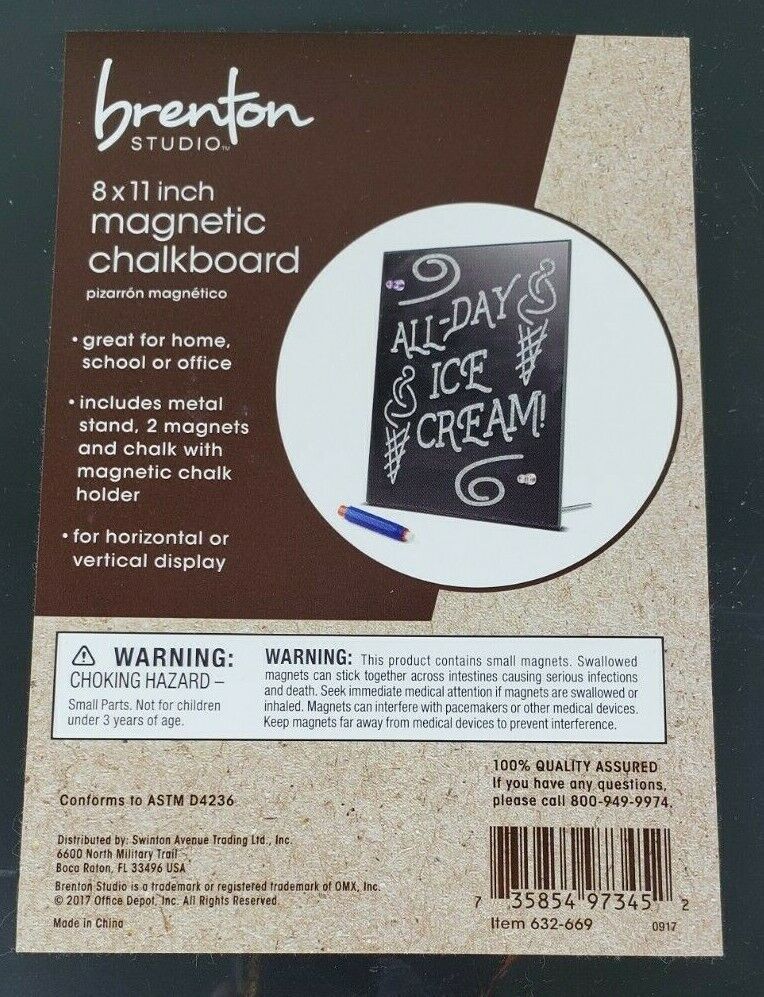 brenton
STUDIO™
8 x 11 inch
magnetic
chalkboard
pizarrón magnético
• great for home,
school or office
• includes metal
stand, 2 magnets
and chalk with
magnetic chalk
holder
• for horizontal or
vertical display
ALL-DAY
ICE
CREAM!
⚠ WARNING:
CHOKING HAZARD –
Small Parts. Not for children
under 3 years of age.
WARNING: This product contains small magnets. Swallowed
magnets can stick together across intestines causing serious infections
and death. Seek immediate medical attention if magnets are swallowed or
inhaled. Magnets can interfere with pacemakers or other medical devices.
Keep magnets far away from medical devices to prevent interference.
Conforms to ASTM D4236
100% QUALITY ASSURED
If you have any questions,
please call 800-949-9974.
Distributed by: Swinton Avenue Trading Ltd., Inc.
6600 North Military Trail
Boca Raton, FL 33496 USA
Brenton Studio is a trademark or registered trademark of OMX, Inc.
© 2017 Office Depot, Inc. All Rights Reserved.
Made in China
7 35854 97345 2
Item 632-669
0917